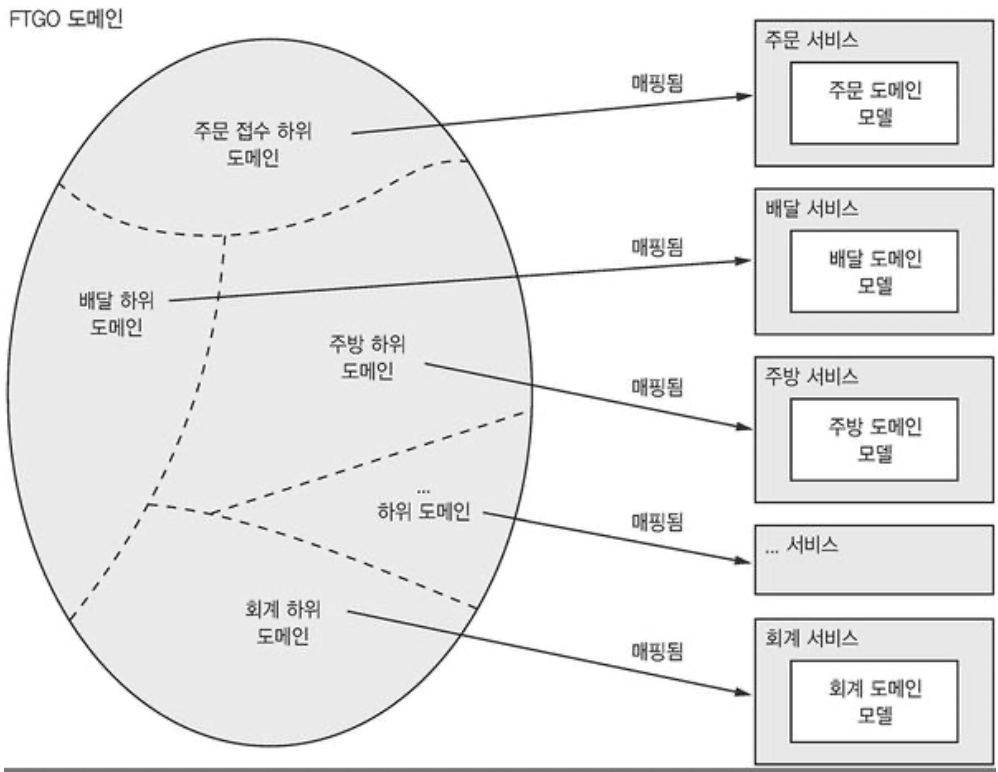 FTGO 도메인
주문 접수 하위
도메인
매핑됨
주문 서비스
주문 도메인
모델
배달 하위
도메인
매핑됨
배달 서비스
배달 도메인
모델
주방 하위
도메인
매핑됨
주방 서비스
주방 도메인
모델
...
하위 도메인
매핑됨
... 서비스
회계 하위
도메인
매핑됨
회계 서비스
회계 도메인
모델